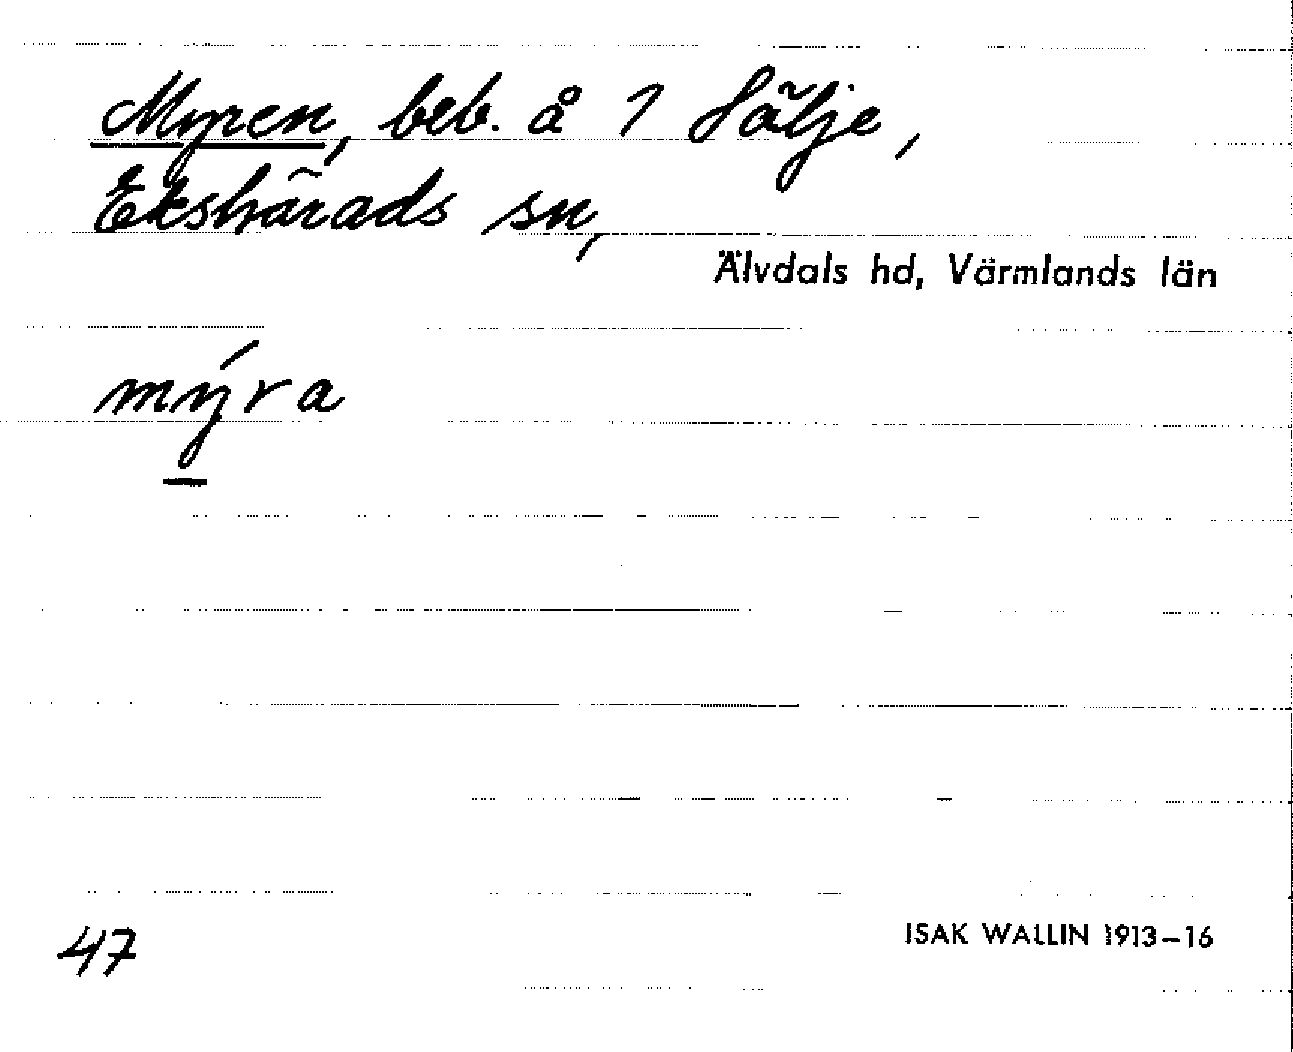 Myren, beb. å 1 Sälje,
Ekshärads sn,
Älvdals hd, Värmlands län
mýra
47
ISAK WALLIN 1913–16